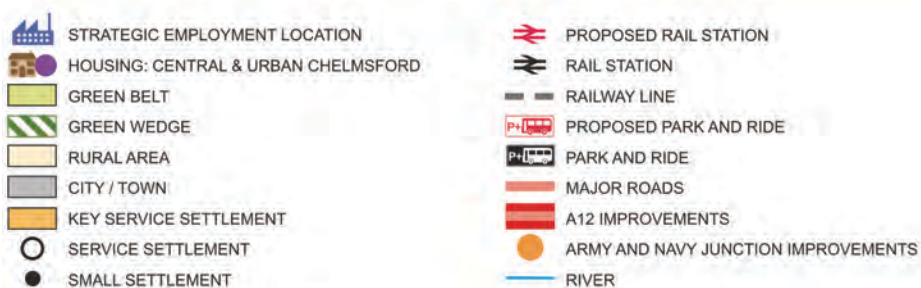 STRATEGIC EMPLOYMENT LOCATION
HOUSING: CENTRAL & URBAN CHELMSFORD
GREEN BELT
GREEN WEDGE
RURAL AREA
CITY / TOWN
KEY SERVICE SETTLEMENT
SERVICE SETTLEMENT
SMALL SETTLEMENT
PROPOSED RAIL STATION
RAIL STATION
RAILWAY LINE
P+ PROPOSED PARK AND RIDE
P+ PARK AND RIDE
MAJOR ROADS
A12 IMPROVEMENTS
ARMY AND NAVY JUNCTION IMPROVEMENTS
RIVER